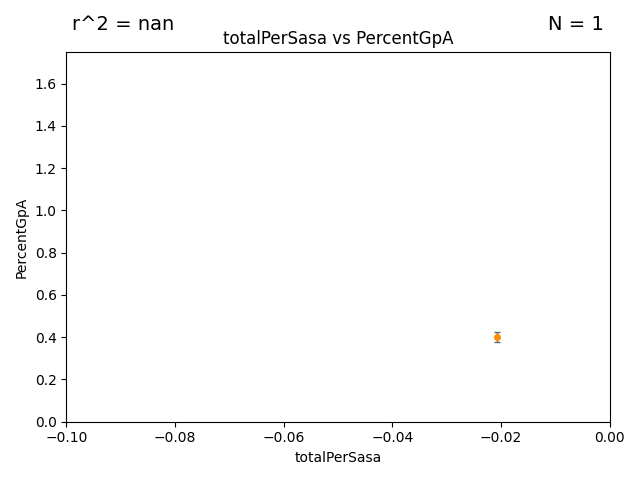 r^2 = nan
N = 1
totalPerSasa vs PercentGpA
PercentGpA
1.6
1.4
1.2
1.0
0.8
0.6
0.4
0.2
0.0
−0.10 −0.08 −0.06 −0.04 −0.02 0.00
totalPerSasa